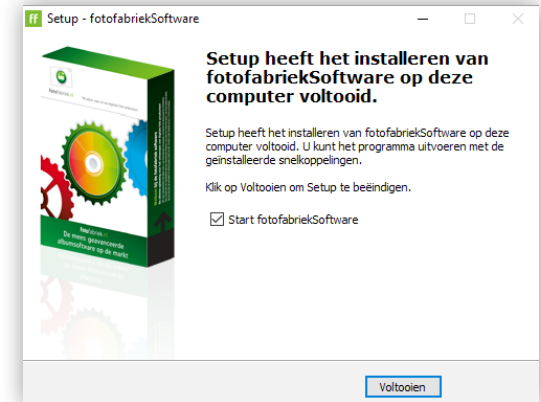 ff Setup - fotofabriekSoftware
Setup heeft het installeren van
fotofabriekSoftware op deze
computer voltooid.
Setup heeft het installeren van fotofabriekSoftware op deze
computer voltooid. U kunt het programma uitvoeren met de
geïnstalleerde snelkoppelingen.
Klik op Voltooien om Setup te beëindigen.
Start fotofabriekSoftware
fotofabriek.nl
De meest geavanceerde
albumsoftware op de markt
Voltooien